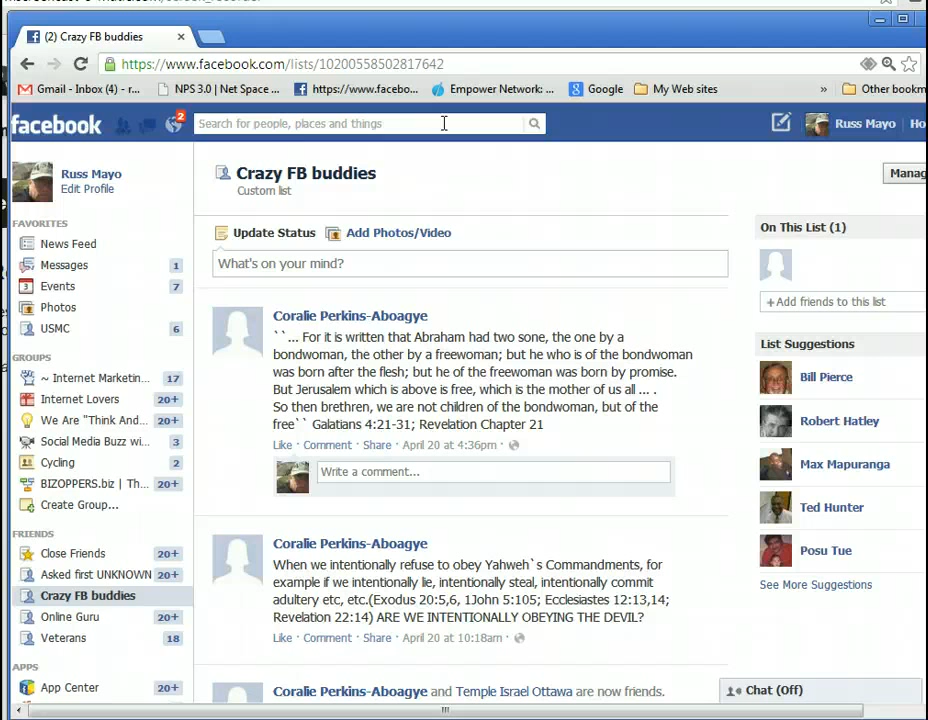 (2) Crazy FB buddies
https://www.facebook.com/lists/10200558502817642
Gmail - Inbox (4) - r... NPS 3.0 | Net Space ... https://www.facebo... Empower Network: ... Google My Web sites » Other bookm
facebook 2 Search for people, places and things Russ Mayo Ho
Russ Mayo
Edit Profile
FAVORITES
News Feed
Messages 1
3 Events 7
Photos
USMC 6
GROUPS
~ Internet Marketin... 17
Internet Lovers 20+
We Are "Think And... 20+
Social Media Buzz wi... 3
Cycling 2
BIZOPPERS.biz | Th... 20+
Create Group...
FRIENDS
Close Friends 20+
Asked first UNKNOWN 20+
Crazy FB buddies
Online Guru 20+
Veterans 18
APPS
App Center 20+
Crazy FB buddies
Custom list
Manag
Update Status Add Photos/Video
What's on your mind?
Coralie Perkins-Aboagye
``... For it is written that Abraham had two sone, the one by a
bondwoman, the other by a freewoman; but he who is of the bondwoman
was born after the flesh; but he of the freewoman was born by promise.
But Jerusalem which is above is free, which is the mother of us all ... .
So then brethren, we are not children of the bondwoman, but of the
free`` Galatians 4:21-31; Revelation Chapter 21
Like · Comment · Share · April 20 at 4:36pm ·
Write a comment...
Coralie Perkins-Aboagye
When we intentionally refuse to obey Yahweh`s Commandments, for
example if we intentionally lie, intentionally steal, intentionally commit
adultery etc, etc.(Exodus 20:5,6, 1John 5:105; Ecclesiastes 12:13,14;
Revelation 22:14) ARE WE INTENTIONALLY OBEYING THE DEVIL?
Like · Comment · Share · April 20 at 10:18am ·
Coralie Perkins-Aboagye and Temple Israel Ottawa are now friends.
On This List (1)
+Add friends to this list
List Suggestions
Bill Pierce
Robert Hatley
Max Mapuranga
Ted Hunter
Posu Tue
See More Suggestions
Chat (Off)